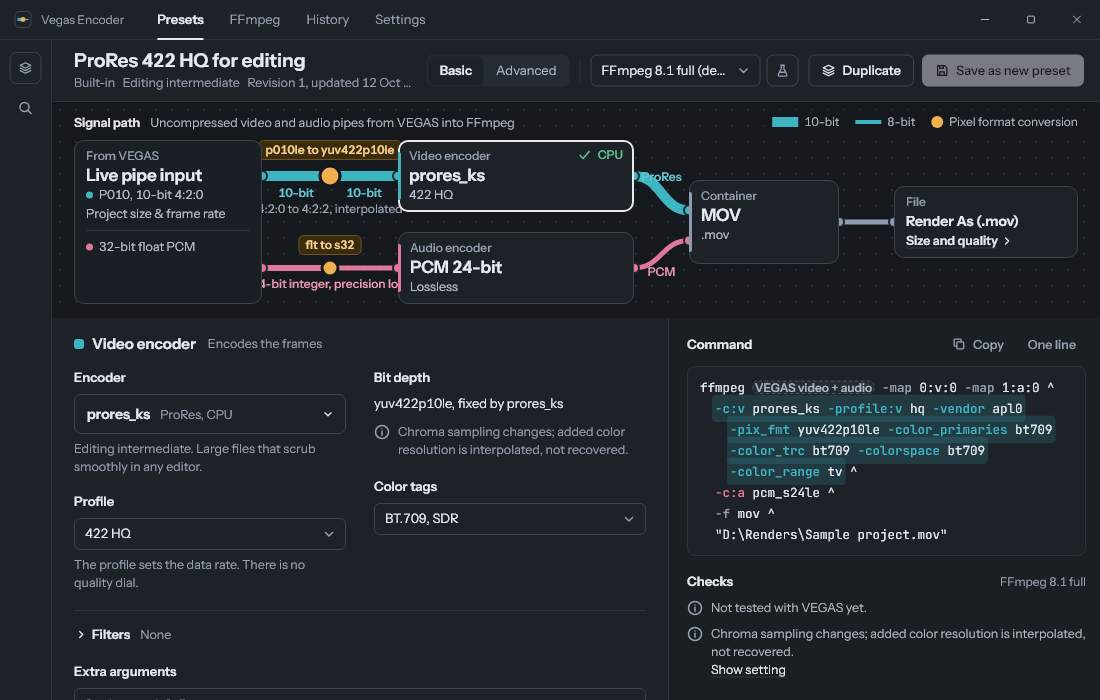 Vegas Encoder Presets FFmpeg History Settings
ProRes 422 HQ for editing
Built-in Editing intermediate Revision 1, updated 12 Oct ...
Basic Advanced
FFmpeg 8.1 full (de...
Duplicate
Save as new preset
Signal path Uncompressed video and audio pipes from VEGAS into FFmpeg
10-bit 8-bit Pixel format conversion
From VEGAS
Live pipe input
P010, 10-bit 4:2:0
Project size & frame rate
32-bit float PCM
p010le to yuv422p10le
10-bit 10-bit
4:2:0 to 4:2:2, interpolated
flt to s32
4-bit integer, precision lo
Video encoder CPU
prores_ks
422 HQ
Audio encoder
PCM 24-bit
Lossless
ProRes
PCM
Container
MOV
.mov
File
Render As (.mov)
Size and quality
Video encoder Encodes the frames
Encoder
prores_ks ProRes, CPU
Editing intermediate. Large files that scrub
smoothly in any editor.
Profile
422 HQ
The profile sets the data rate. There is no
quality dial.
Bit depth
yuv422p10le, fixed by prores_ks
Chroma sampling changes; added color
resolution is interpolated, not recovered.
Color tags
BT.709, SDR
Filters None
Extra arguments
Command Copy One line
ffmpeg VEGAS video + audio -map 0:v:0 -map 1:a:0 ^
-c:v prores_ks -profile:v hq -vendor apl0
-pix_fmt yuv422p10le -color_primaries bt709
-color_trc bt709 -colorspace bt709
-color_range tv ^
-c:a pcm_s24le ^
-f mov ^
"D:\Renders\Sample project.mov"
Checks FFmpeg 8.1 full
Not tested with VEGAS yet.
Chroma sampling changes; added color resolution is interpolated,
not recovered.
Show setting